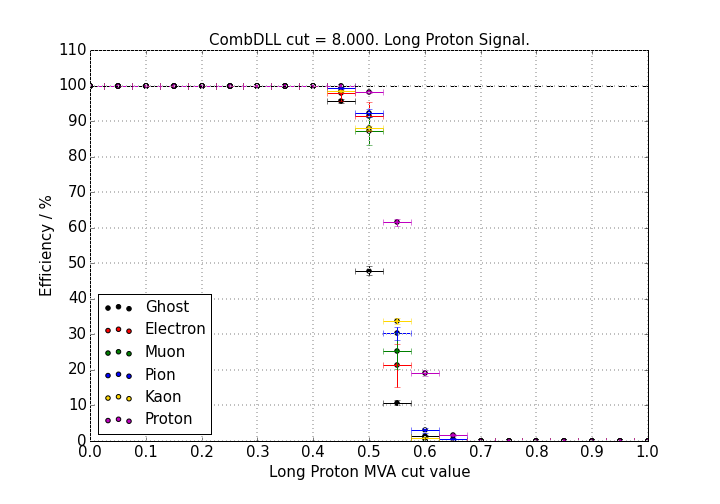 CombDLL cut = 8.000. Long Proton Signal.
110
100
90
80
70
60
50
40
30
20
10
0
Efficiency / %
Ghost
Electron
Muon
Pion
Kaon
Proton
0.0 0.1 0.2 0.3 0.4 0.5 0.6 0.7 0.8 0.9 1.0
Long Proton MVA cut value